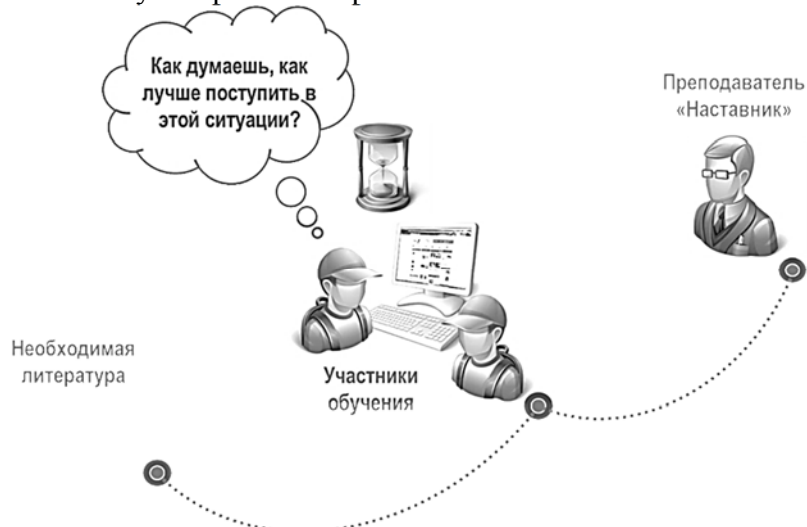 Как думаешь, как
лучше поступить в
этой ситуации?
Преподаватель
«Наставник»
Необходимая
литература
Участники
обучения